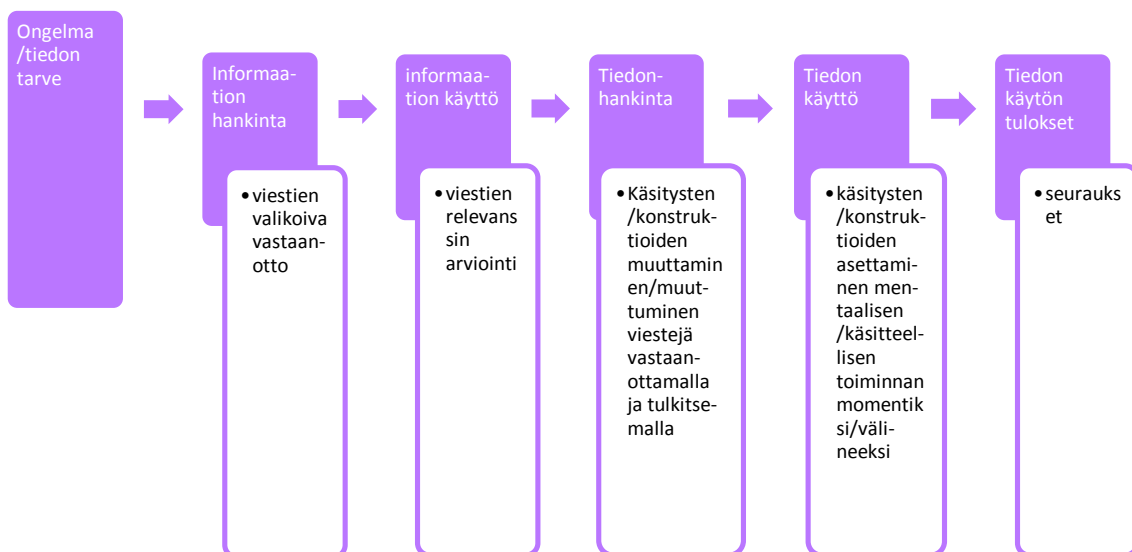 Ongelma
/tiedon
tarve
Informaa-
tion
hankinta
• viestien
valikoiva
vastaan-
otto
informaa-
tion käyttö
• viestien
relevans
sin
arviointi
Tiedon-
hankinta
• Käsitysten
/konstruk-
tioiden
muuttamin
en/muut-
tuminen
viestejä
vastaan-
ottamalla
ja tulkitse-
malla
Tiedon
käyttö
• käsitysten
/konstruk-
tioiden
asettami-
nen men-
taalisen
/käsitteel-
lisen
toiminnan
momentik
si/väli-
neeksi
Tiedon
käytön
tulokset
• seurauks
et